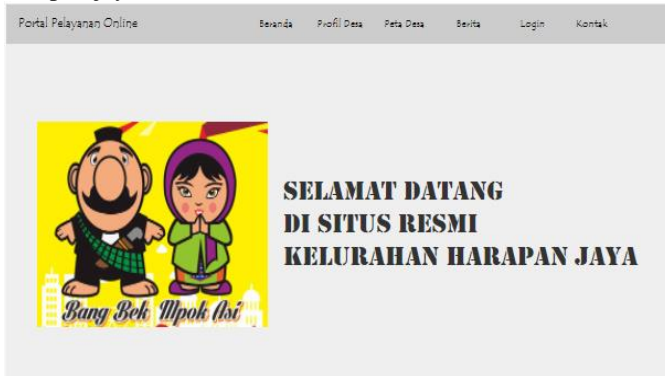 Portal Pelayanan Online
Beranda Profil Desa Peta Desa Berita Login Kontak
SELAMAT DATANG
DI SITUS RESMI
KELURAHAN HARAPAN JAYA
Bang Bek Mpok Asi